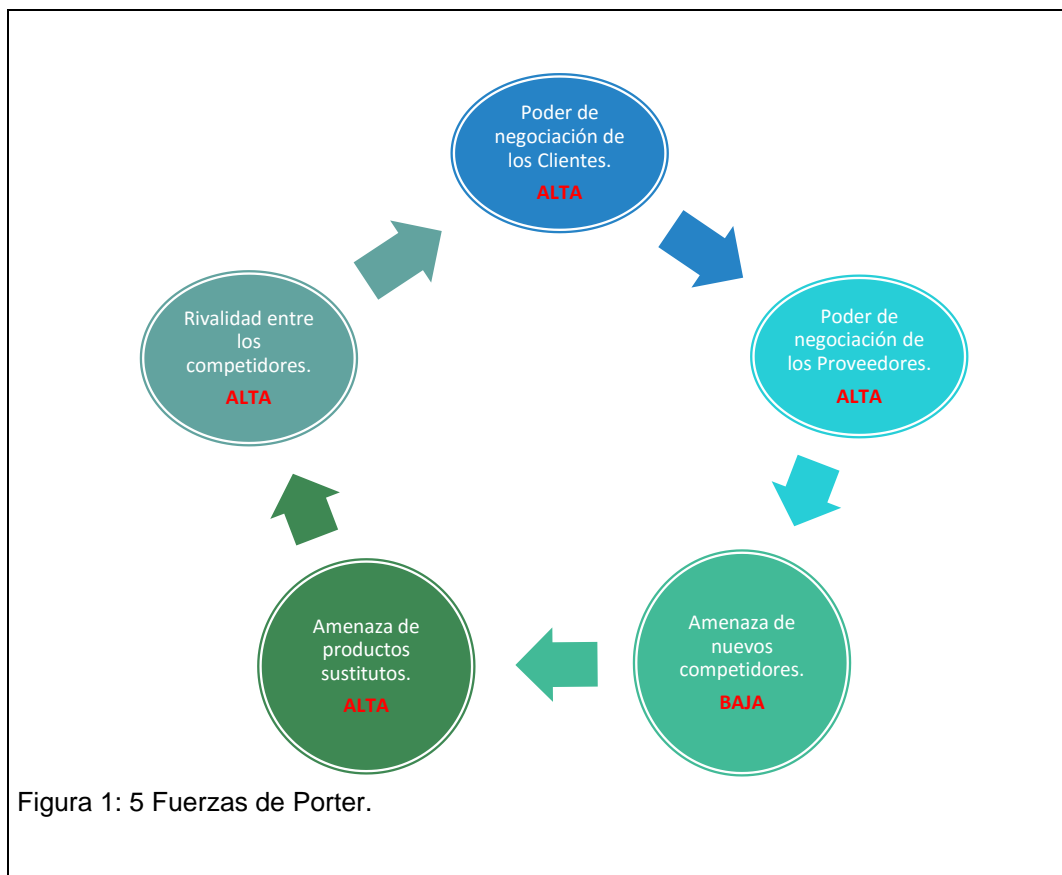 Poder de
negociación de
los Clientes.
ALTA
Poder de
negociación de
los Proveedores.
ALTA
Amenaza de
nuevos
competidores.
BAJA
Amenaza de
productos
sustitutos.
ALTA
Rivalidad entre
los
competidores.
ALTA
Figura 1: 5 Fuerzas de Porter.